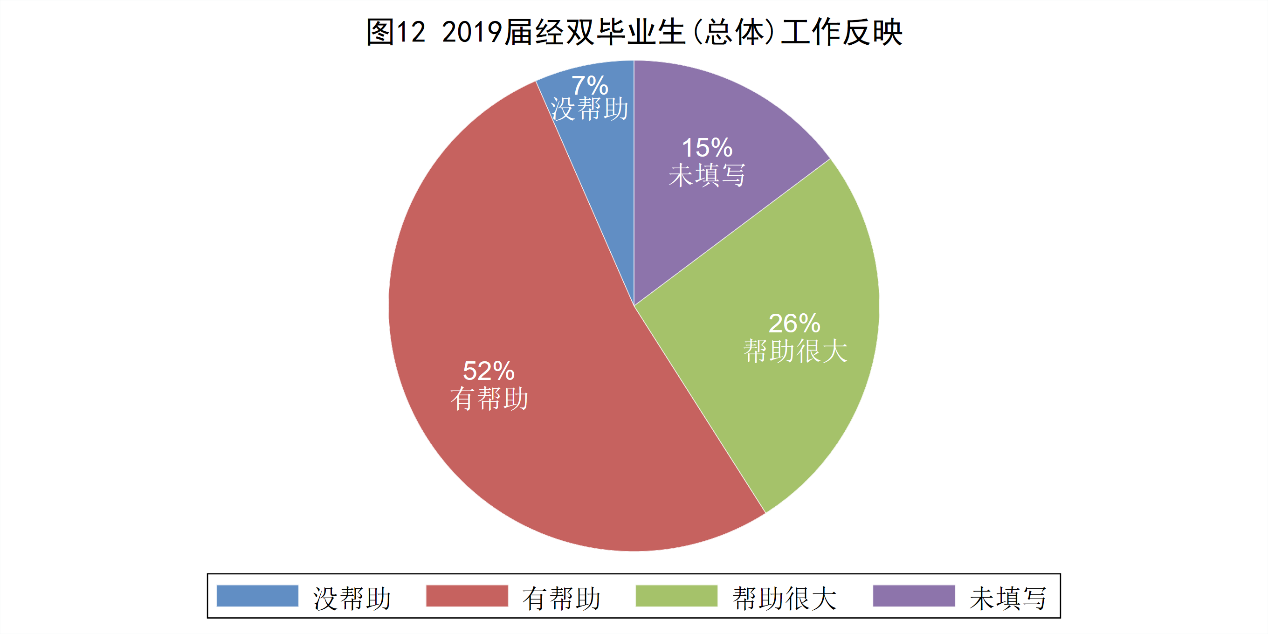 图12 2019届经双毕业生(总体)工作反映
7%
没帮助
15%
未填写
26%
帮助很大
52%
有帮助
没帮助 有帮助 帮助很大 未填写